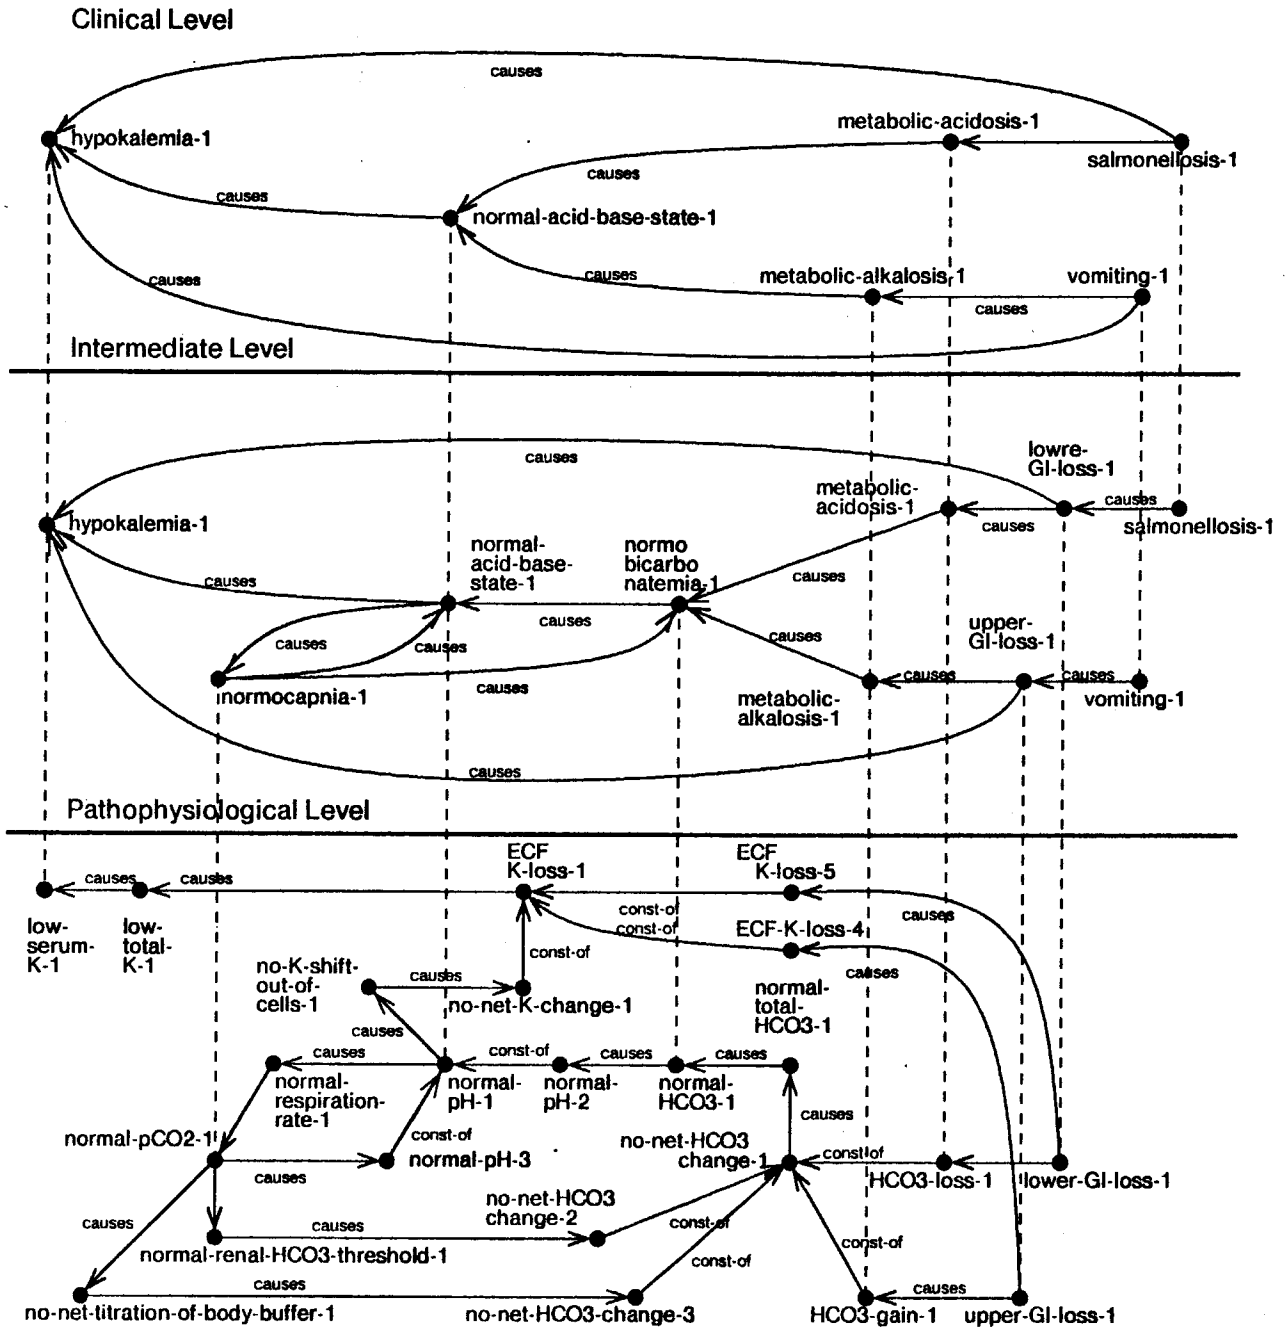 Clinical Level
causes
hypokalemia-1
metabolic-acidosis-1
salmonellosis-1
causes
causes
normal-acid-base-state-1
causes
causes
metabolic-alkalosis-1
vomiting-1
causes
Intermediate Level
causes
lowre-
GI-loss-1
metabolic-
acidosis-1
causes
causes
salmonellosis-1
hypokalemia-1
normal-
acid-base-
state-1
normo
bicarbo
natemia-1
causes
causes
causes
upper-
GI-loss-1
causes
causes
causes
normocapnia-1
causes
metabolic-
alkalosis-1
causes
causes
vomiting-1
causes
Pathophysiological Level
ECF
K-loss-1
ECF
K-loss-5
causes
causes
const-of
causes
low-
serum-
K-1
low-
total-
K-1
const-of
ECF-K-loss-4
const-of
causes
no-K-shift-
out-of-
cells-1
causes
no-net-K-change-1
normal-
total-
HCO3-1
causes
causes
const-of
causes
causes
normal-
respiration-
rate-1
normal-
pH-1
normal-
pH-2
normal-
HCO3-1
causes
normal-pCO2-1
const-of
no-net-HCO3
change-1
const-of
normal-pH-3
causes
HCO3-loss-1
lower-GI-loss-1
no-net-HCO3
change-2
causes
causes
const-of
normal-renal-HCO3-threshold-1
const-of
const-of
causes
causes
no-net-titration-of-body-buffer-1
no-net-HCO3-change-3
HCO3-gain-1
upper-GI-loss-1